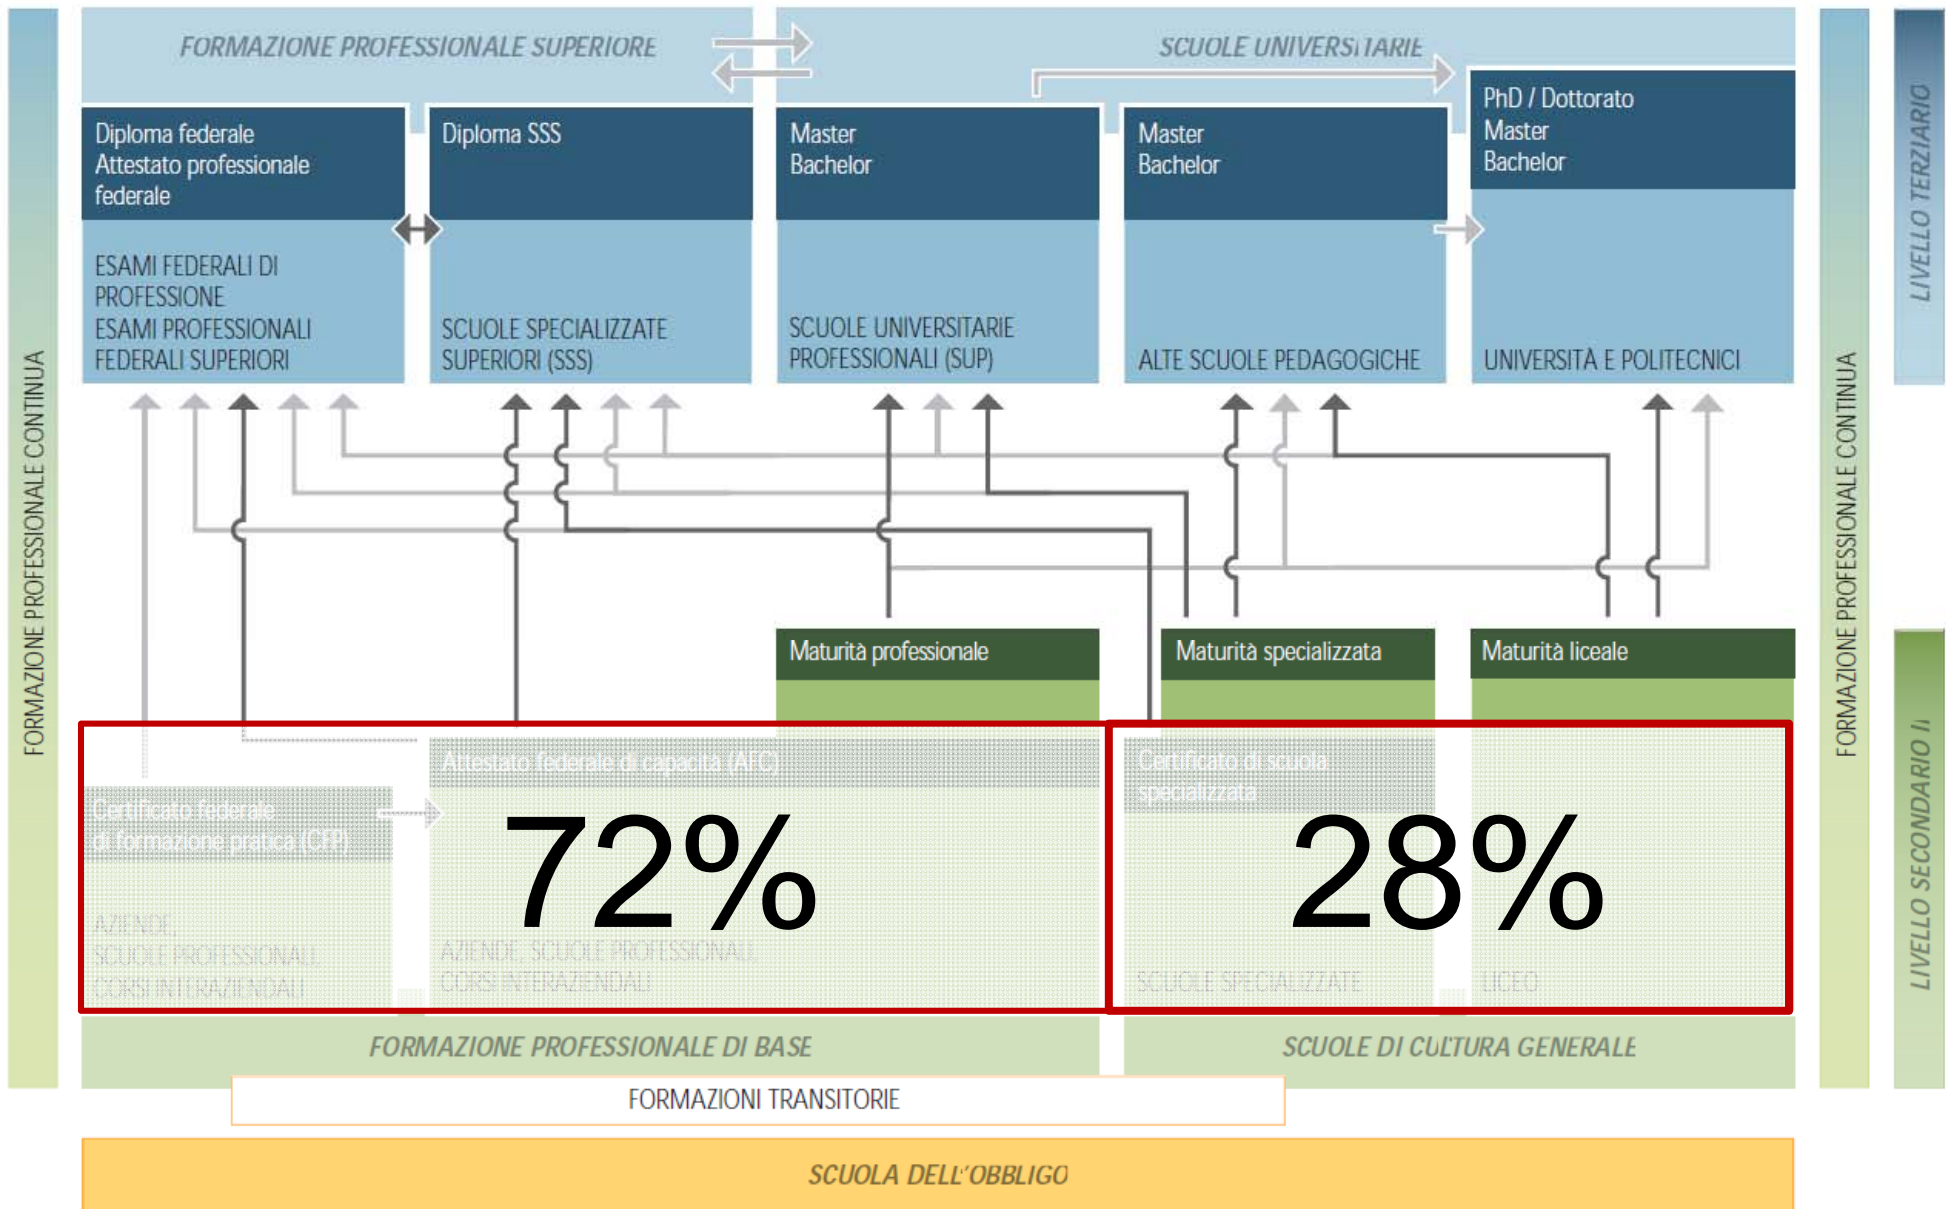 FORMAZIONE PROFESSIONALE SUPERIORE
SCUOLE UNIVERSITARIE
Diploma federale
Attestato professionale
federale
ESAMI FEDERALI DI
PROFESSIONE
ESAMI PROFESSIONALI
FEDERALI SUPERIORI
Diploma SSS
SCUOLE SPECIALIZZATE
SUPERIORI (SSS)
Master
Bachelor
SCUOLE UNIVERSITARIE
PROFESSIONALI (SUP)
Master
Bachelor
ALTE SCUOLE PEDAGOGICHE
PhD / Dottorato
Master
Bachelor
UNIVERSITÀ E POLITECNICI
FORMAZIONE PROFESSIONALE CONTINUA
FORMAZIONE PROFESSIONALE CONTINUA
LIVELLO TERZIARIO
LIVELLO SECONDARIO II
Maturità professionale
Maturità specializzata
Maturità liceale
Attestato federale di capacità (AFC)
Certificato di scuola
specializzata
Certificato federale
di formazione pratica (CFP)
72%
28%
AZIENDE,
SCUOLE PROFESSIONALI,
CORSI INTERAZIENDALI
AZIENDE, SCUOLE PROFESSIONALI,
CORSI INTERAZIENDALI
SCUOLE SPECIALIZZATE
LICEO
FORMAZIONE PROFESSIONALE DI BASE
SCUOLE DI CULTURA GENERALE
FORMAZIONI TRANSITORIE
SCUOLA DELL'OBBLIGO